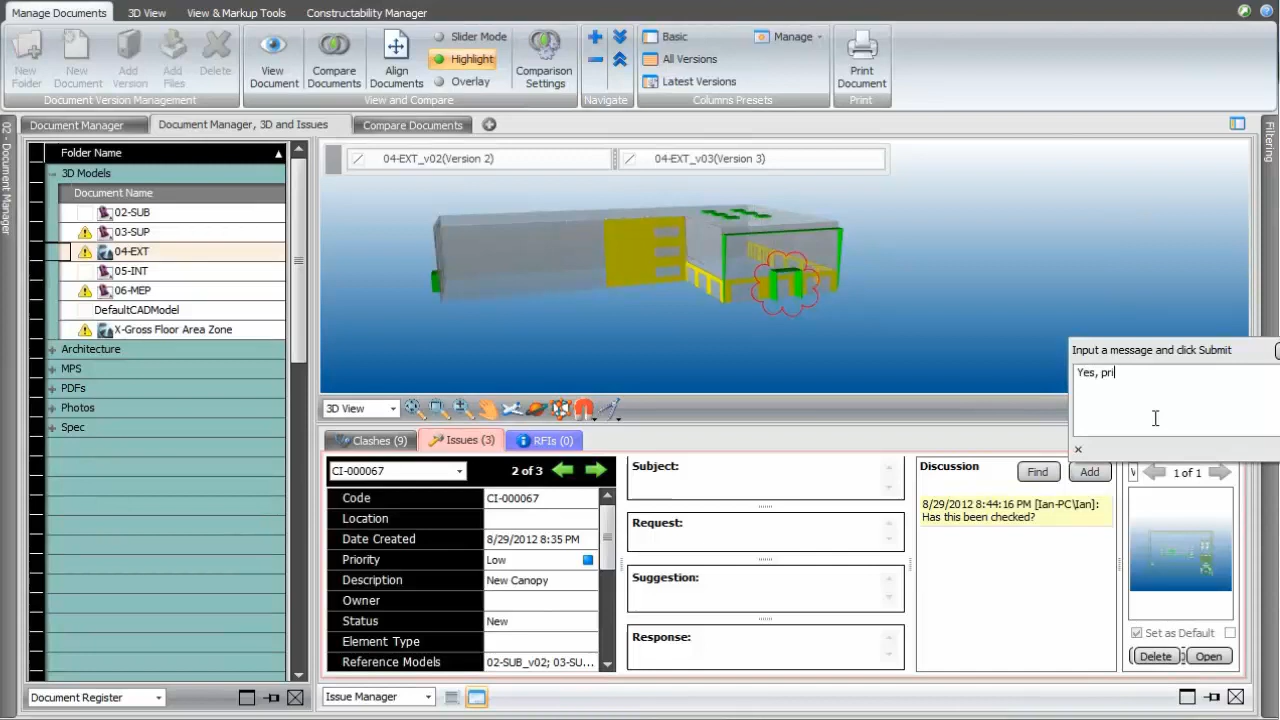 Manage Documents
3D View
View & Markup Tools
Constructability Manager
New Folder
New Document
Add Version
Add Files
Delete
Document Version Management
View Document
Compare Documents
Align Documents
Slider Mode
Highlight
Overlay
Comparison Settings
View and Compare
Navigate
Basic
All Versions
Latest Versions
Manage
Columns Presets
Print Document
Print
02 - Document Manager
Document Manager
Document Manager, 3D and Issues
Compare Documents
Filtering
Folder Name
3D Models
Document Name
02-SUB
03-SUP
04-EXT
05-INT
06-MEP
DefaultCADModel
X-Gross Floor Area Zone
Architecture
MPS
PDFs
Photos
Spec
Document Register
04-EXT_v02(Version 2)
04-EXT_v03(Version 3)
Input a message and click Submit
Yes, pri
3D View
Clashes (9)
Issues (3)
RFIs (0)
CI-000067
2 of 3
Code CI-000067
Location
Date Created 8/29/2012 8:35 PM
Priority Low
Description New Canopy
Owner
Status New
Element Type
Reference Models 02-SUB_v02; 03-SU...
Subject:
Request:
Suggestion:
Response:
Discussion
Find
Add
8/29/2012 8:44:16 PM [Ian-PC\Ian]:
Has this been checked?
1 of 1
Set as Default
Delete
Open
Issue Manager